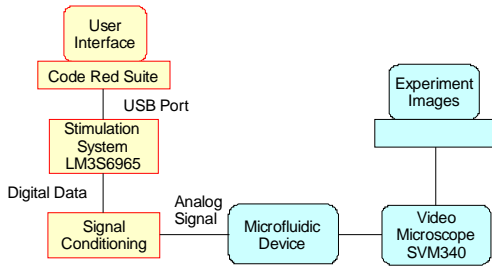 User
Interface
Code Red Suite
USB Port
Stimulation
System
LM3S6965
Digital Data
Signal
Conditioning
Analog
Signal
Microfluidic
Device
Experiment
Images
Video
Microscope
SVM340